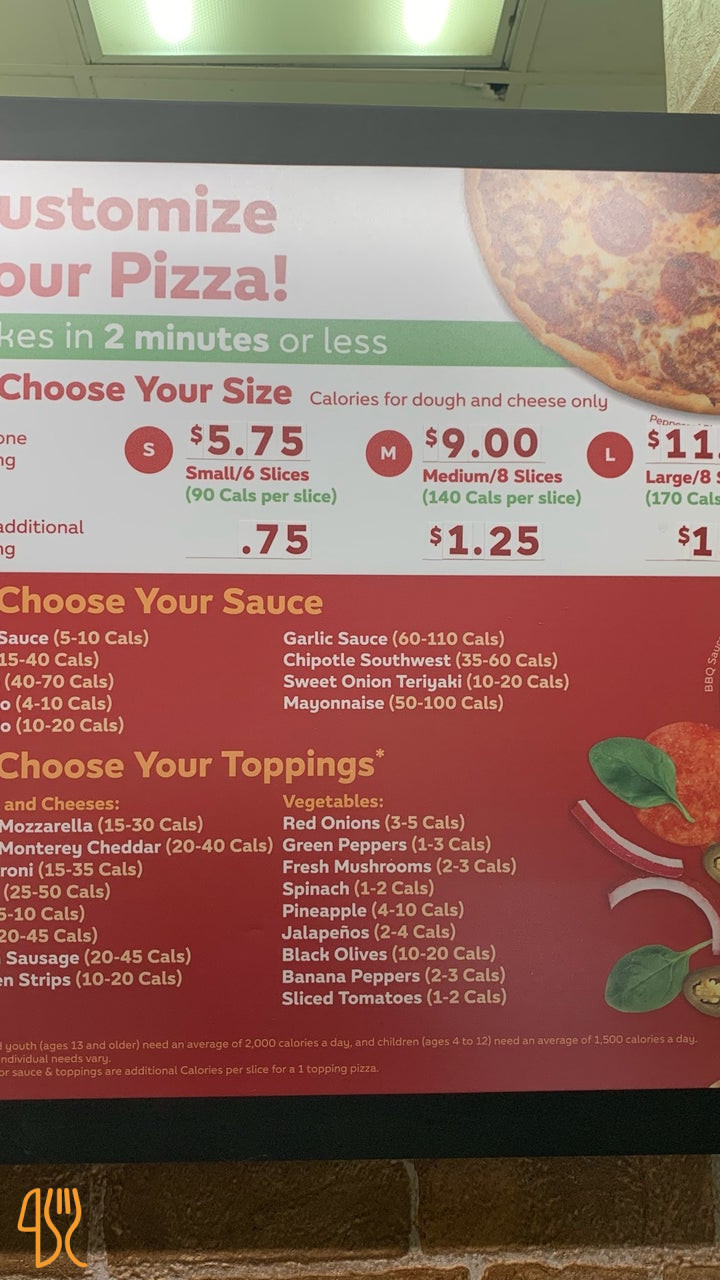 ustomize
our Pizza!
kes in 2 minutes or less
Choose Your Size Calories for dough and cheese only
one
ng
S $5.75
Small/6 Slices
(90 Cals per slice)
M $9.00
Medium/8 Slices
(140 Cals per slice)
L $11.
Large/8 S
(170 Cals
additional
ng
.75
$1.25
$1
Choose Your Sauce
Sauce (5-10 Cals)
15-40 Cals)
(40-70 Cals)
o (4-10 Cals)
o (10-20 Cals)
Garlic Sauce (60-110 Cals)
Chipotle Southwest (35-60 Cals)
Sweet Onion Teriyaki (10-20 Cals)
Mayonnaise (50-100 Cals)
BBQ Sauc
Choose Your Toppings*
and Cheeses:
Mozzarella (15-30 Cals)
Monterey Cheddar (20-40 Cals)
roni (15-35 Cals)
(25-50 Cals)
5-10 Cals)
20-45 Cals)
Sausage (20-45 Cals)
en Strips (10-20 Cals)
Vegetables:
Red Onions (3-5 Cals)
Green Peppers (1-3 Cals)
Fresh Mushrooms (2-3 Cals)
Spinach (1-2 Cals)
Pineapple (4-10 Cals)
Jalapeños (2-4 Cals)
Black Olives (10-20 Cals)
Banana Peppers (2-3 Cals)
Sliced Tomatoes (1-2 Cals)
youth (ages 13 and older) need an average of 2,000 calories a day, and children (ages 4 to 12) need an average of 1,500 calories a day.
ndividual needs vary.
or sauce & toppings are additional Calories per slice for a 1 topping pizza.